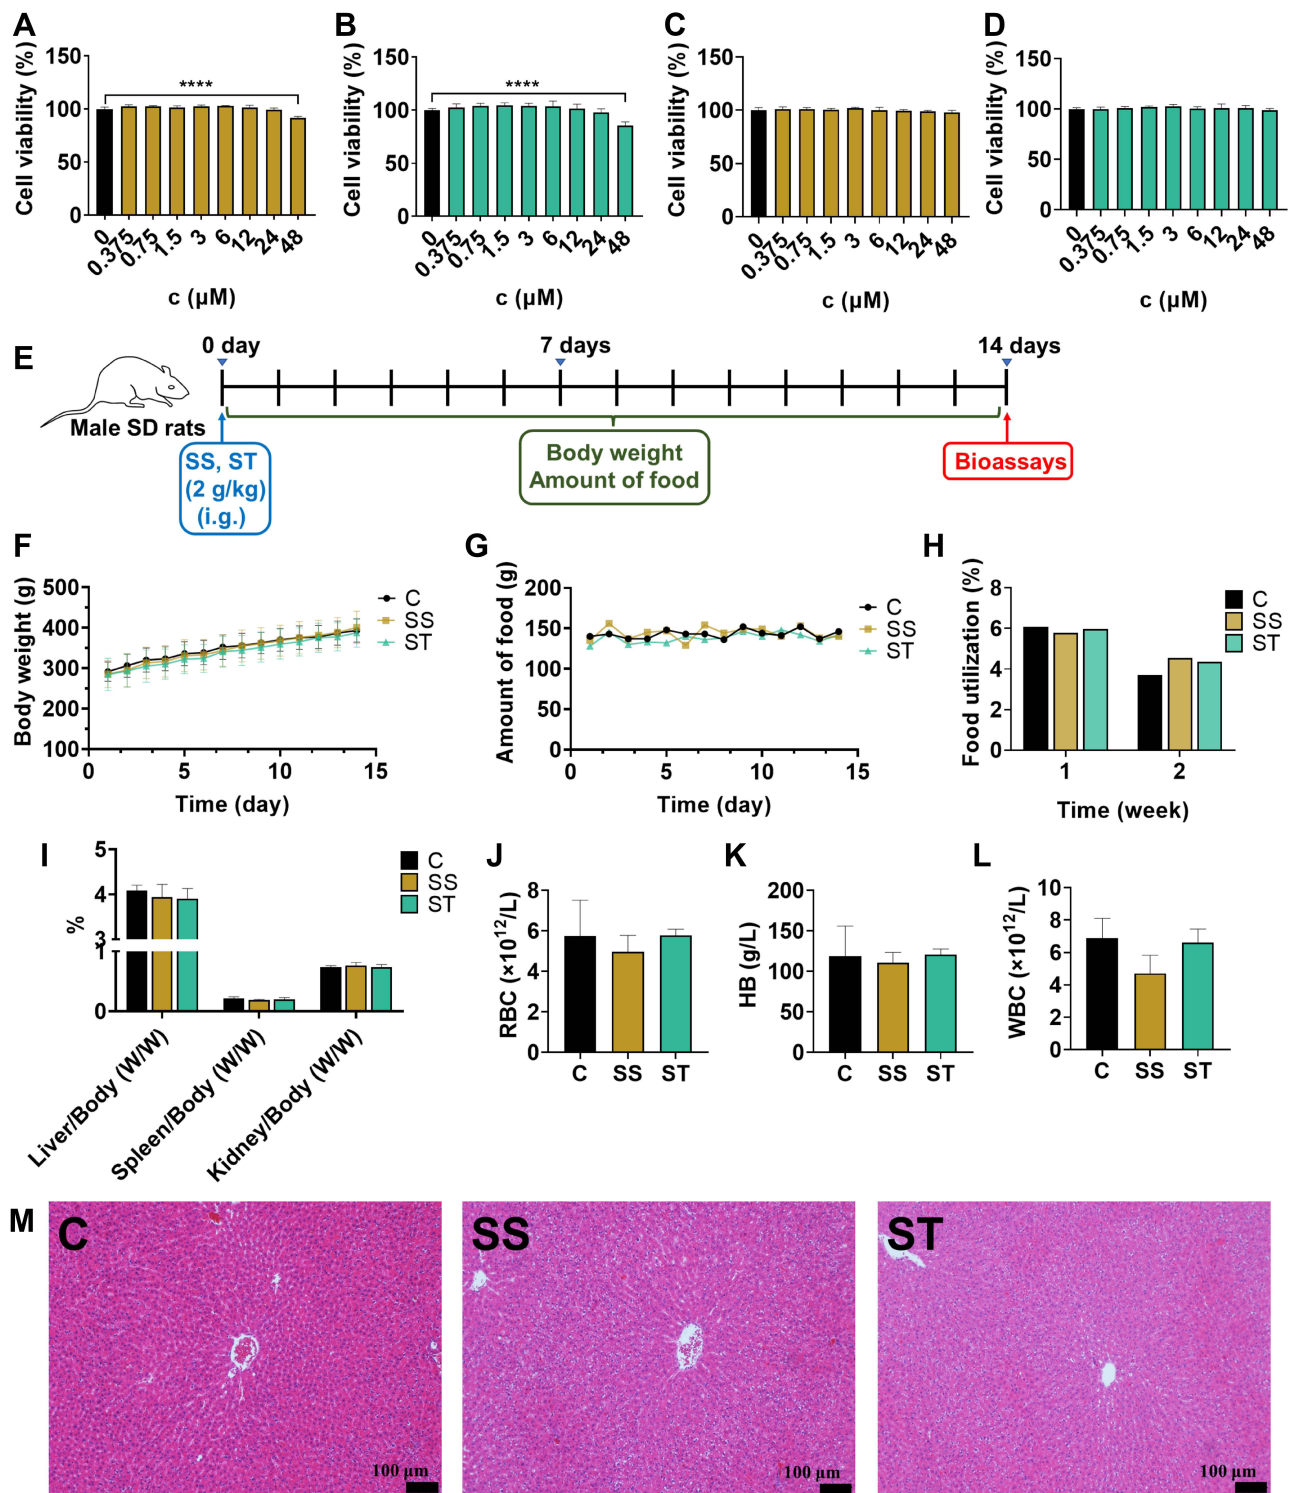 A
Cell viability (%)
150
100
50
0
****
0
0.375
0.75
1.5
3
6
12
24
48
c (μM)
B
Cell viability (%)
150
100
50
0
****
0
0.375
0.75
1.5
3
6
12
24
48
c (μM)
C
Cell viability (%)
150
100
50
0
0
0.375
0.75
1.5
3
6
12
24
48
c (μM)
D
Cell viability (%)
150
100
50
0
0
0.375
0.75
1.5
3
6
12
24
48
c (μM)
E
0 day
7 days
14 days
Male SD rats
SS, ST
(2 g/kg)
(i.g.)
Body weight
Amount of food
Bioassays
F
Body weight (g)
500
400
300
200
100
0
5
10
15
Time (day)
C
SS
ST
G
Amount of food (g)
200
150
100
50
0
0
5
10
15
Time (day)
C
SS
ST
H
Food utilization (%)
8
6
4
2
0
1
2
Time (week)
C
SS
ST
I
%
5
4
3
1
0
Liver/Body (W/W)
Spleen/Body (W/W)
Kidney/Body (W/W)
C
SS
ST
J
RBC (×10¹²/L)
8
6
4
2
0
C
SS
ST
K
HB (g/L)
200
150
100
50
0
C
SS
ST
L
WBC (×10¹²/L)
10
8
6
4
2
0
C
SS
ST
M
C
100 μm
SS
100 μm
ST
100 μm